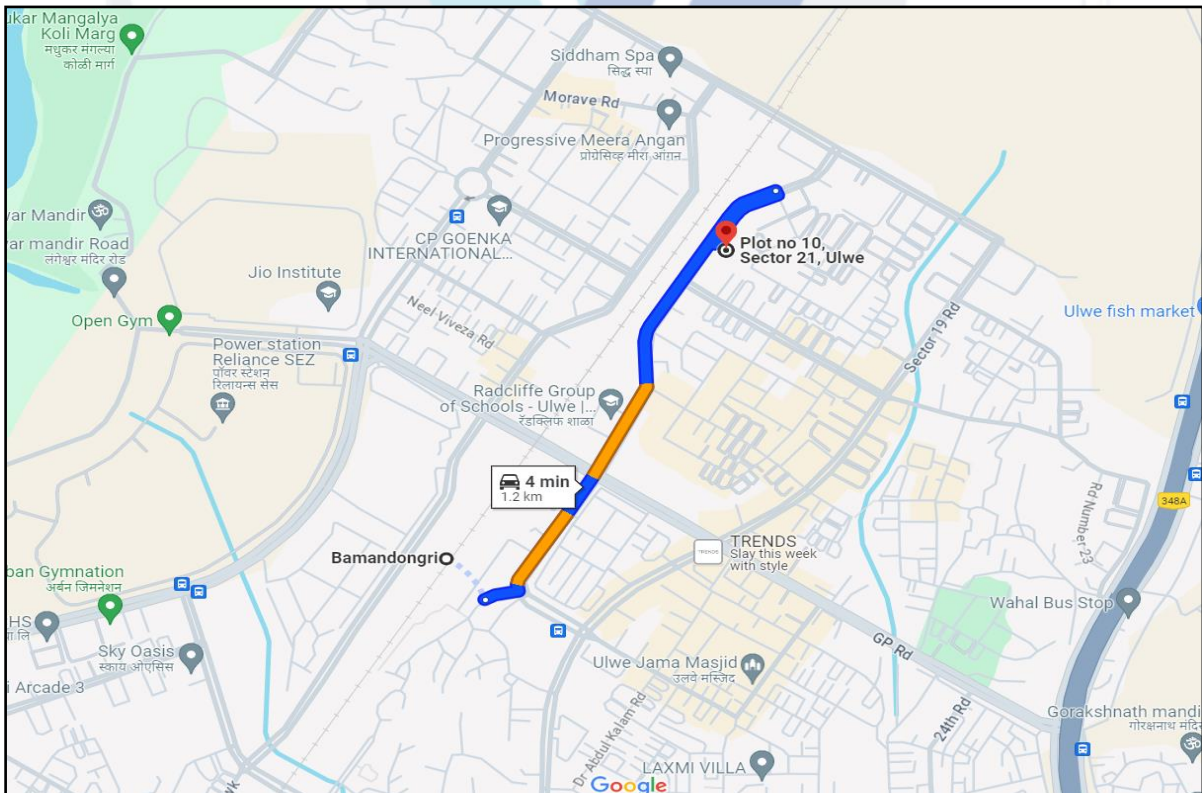 ukar Mangalya
Koli Marg
मधुकर मंगल्या
कोळी मार्ग
Siddham Spa
सिद्ध स्पा
Morave Rd
Progressive Meera Angan
प्रोग्रेसिव्ह मीरा आंगन
var Mandir
var mandir Road
लंगेश्वर मंदिर रोड
CP GOENKA
INTERNATIONAL...
Plot no 10,
Sector 21, Ulwe
Jio Institute
Open Gym
Neel Viveza Rd
Ulwe fish market
Sector 19 Rd
Power station
Reliance SEZ
पॉवर स्टेशन
रिलायन्स सेस
Radcliffe Group
of Schools - Ulwe |...
रॅडक्लिफ शाळा
4 min
1.2 km
Rd Number 23
348A
TRENDS
TRENDS
Slay this week
with style
Bamandongri
ban Gymnation
अर्बन जिमनेशन
HS
ा लि
Wahal Bus Stop
Sky Oasis
स्काय ओएसिस
GP Rd
Ulwe Jama Masjid
उलवे मस्जिद
i Arcade 3
24th Rd
Gorakshnath mandi
गोरक्षनाथ मंदिर
Dr Abdul Kalam Rd
LAXMI VILLA
wk
Google